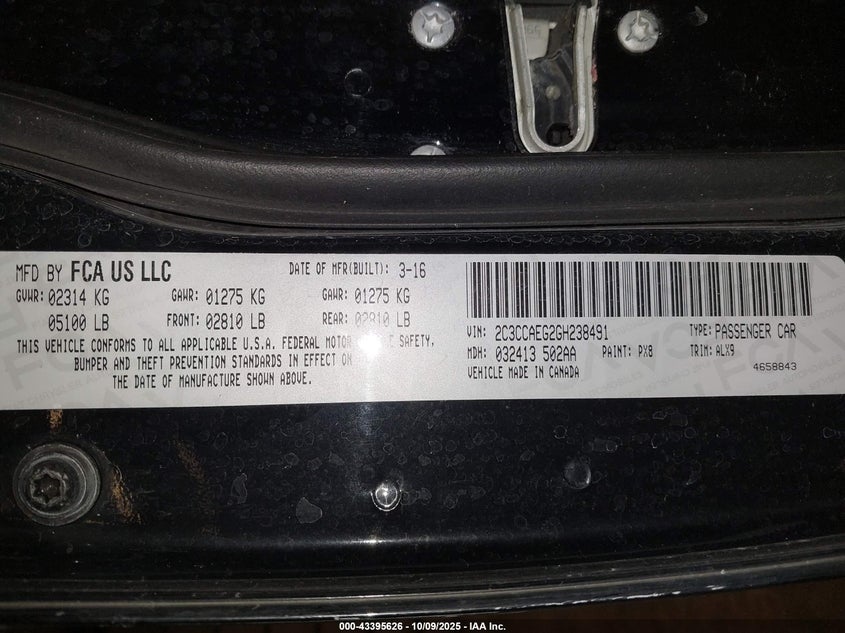 MFD BY FCA US LLC
DATE OF MFR(BUILT): 3-16
GVWR: 02314 KG
GAWR: 01275 KG
GAWR: 01275 KG
05100 LB
FRONT: 02810 LB
REAR: 02810 LB
THIS VEHICLE CONFORMS TO ALL APPLICABLE U.S.A. FEDERAL MOTOR SAFETY,
BUMPER AND THEFT PREVENTION STANDARDS IN EFFECT ON
THE DATE OF MANUFACTURE SHOWN ABOVE.
VIN: 2C3CCAEG2GH238491
TYPE: PASSENGER CAR
MDH: 032413 502AA
PAINT: PX8
TRIM: ALX9
VEHICLE MADE IN CANADA
4658843
000-43395626 - 10/09/2025 - IAA Inc.